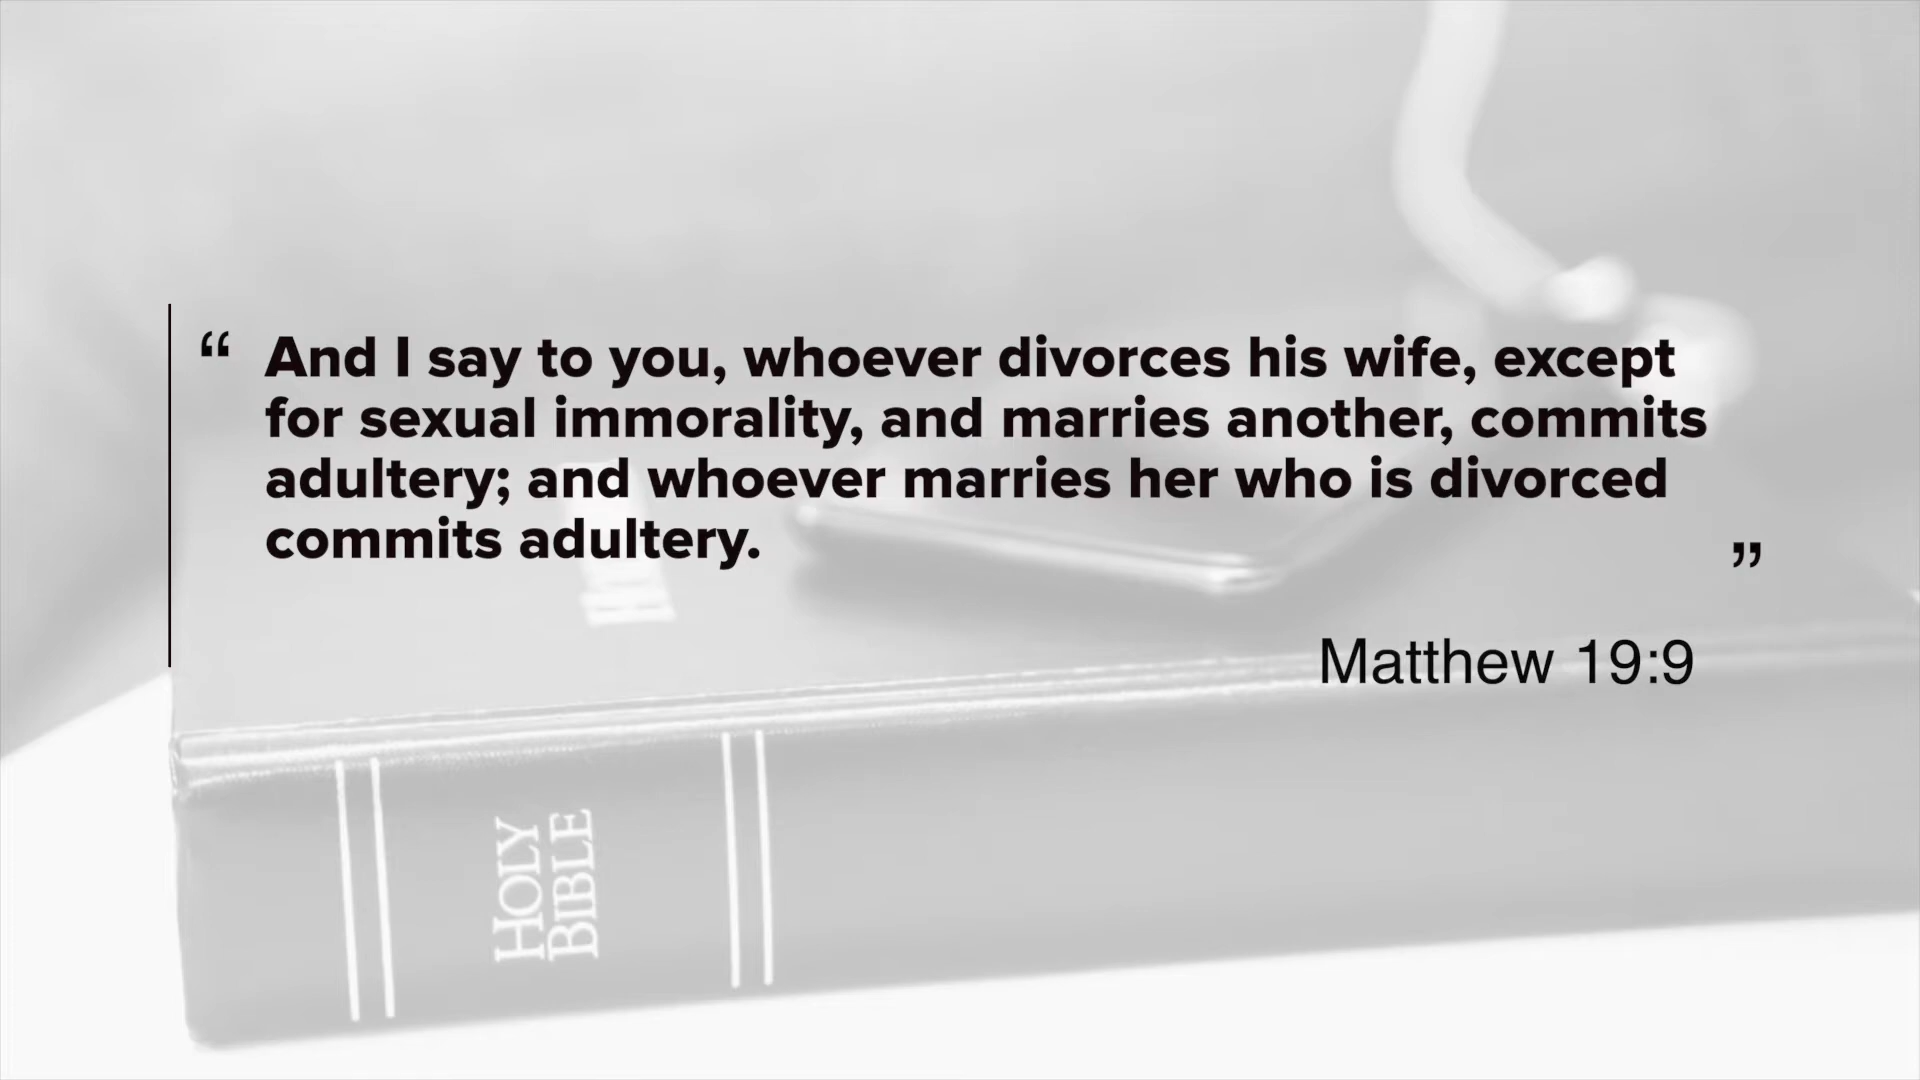 “ And I say to you, whoever divorces his wife, except
for sexual immorality, and marries another, commits
adultery; and whoever marries her who is divorced
commits adultery. ”
Matthew 19:9
HOLY
BIBLE